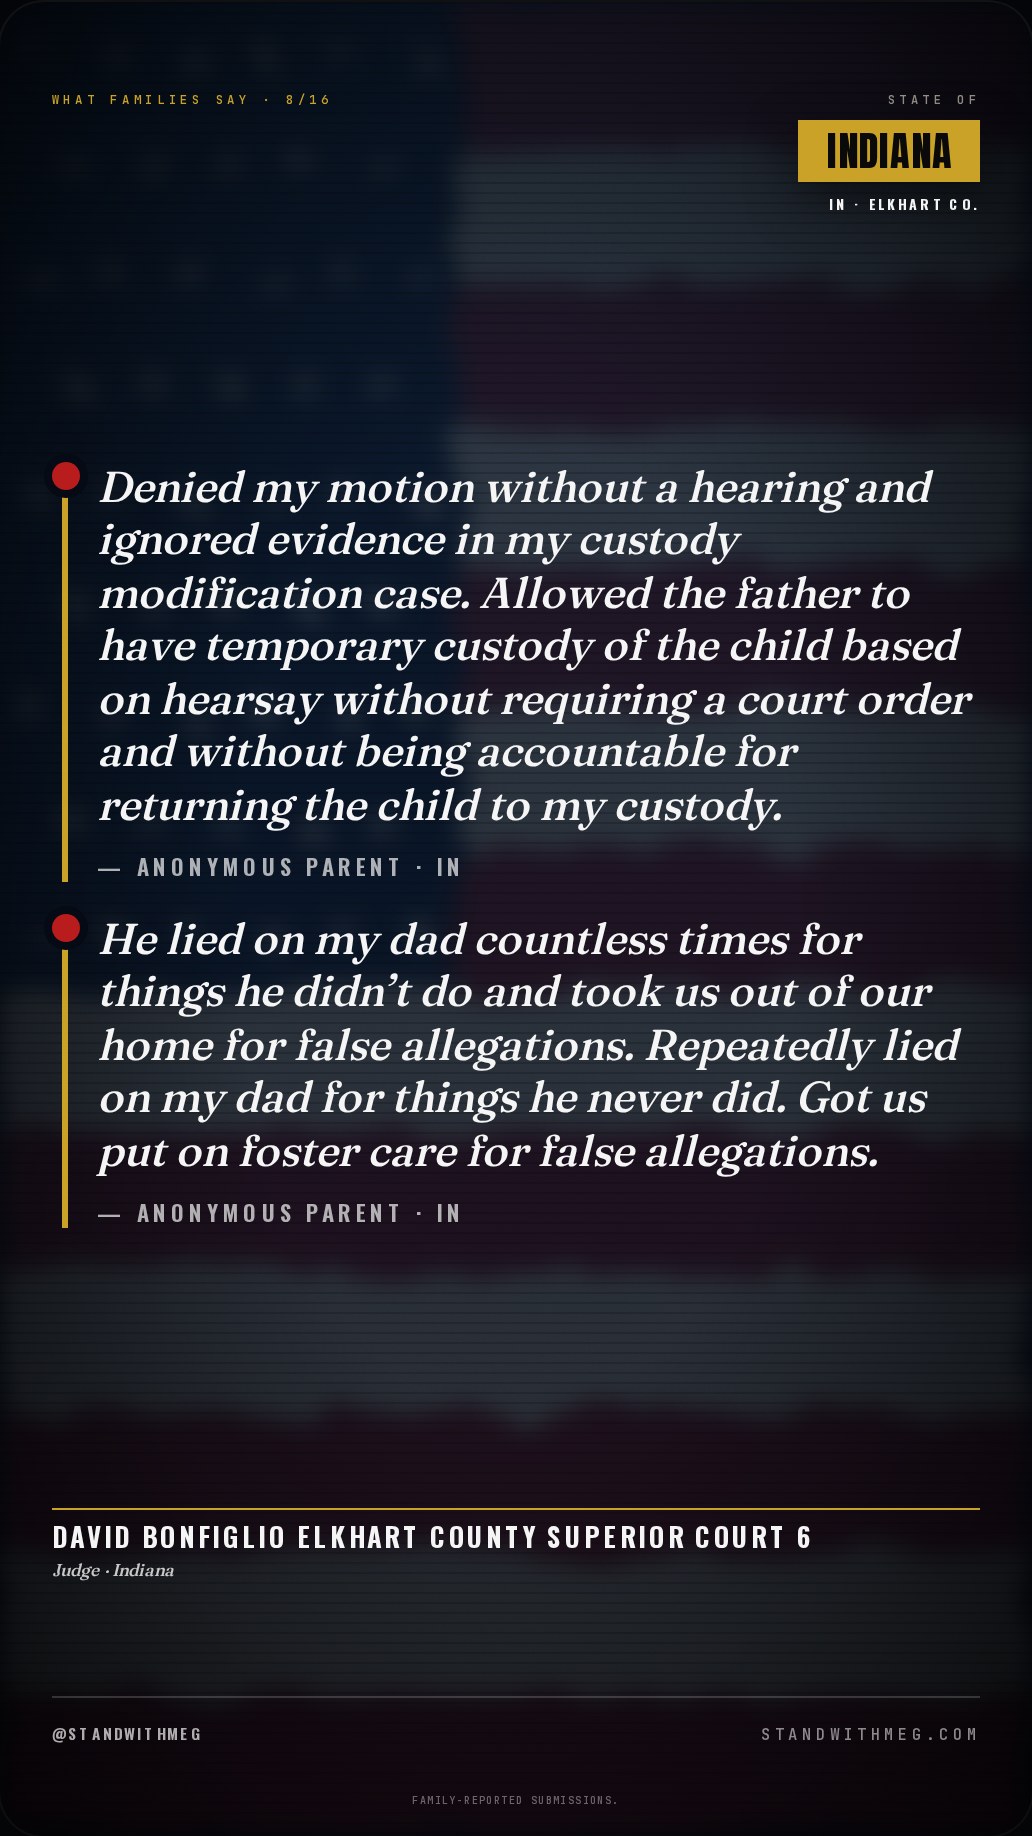 WHAT FAMILIES SAY · 8/16
STATE OF
INDIANA
IN · ELKHART CO.
Denied my motion without a hearing and
ignored evidence in my custody
modification case. Allowed the father to
have temporary custody of the child based
on hearsay without requiring a court order
and without being accountable for
returning the child to my custody.
— ANONYMOUS PARENT · IN
He lied on my dad countless times for
things he didn’t do and took us out of our
home for false allegations. Repeatedly lied
on my dad for things he never did. Got us
put on foster care for false allegations.
— ANONYMOUS PARENT · IN
DAVID BONFIGLIO ELKHART COUNTY SUPERIOR COURT 6
Judge · Indiana
@STANDWITHMEG
STANDWITHMEG.COM
FAMILY-REPORTED SUBMISSIONS.